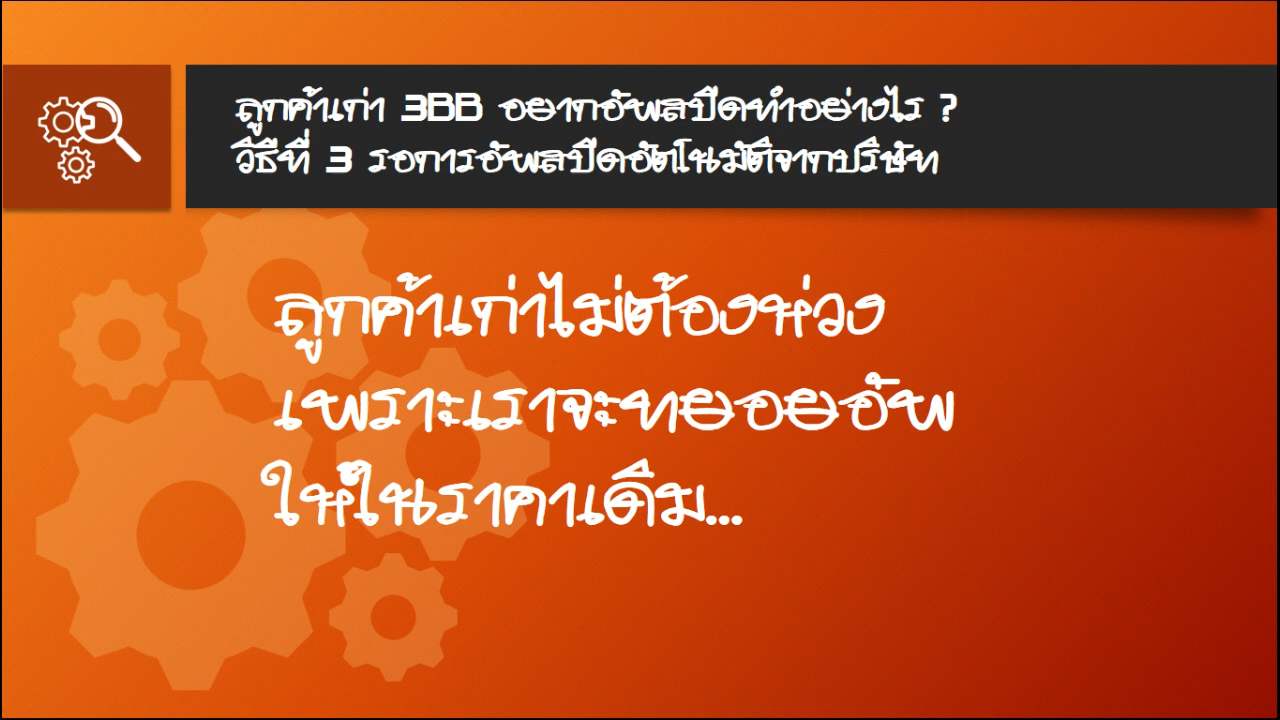 ลูกค้าเก่า 3BB อยากอัพสปีดทำอย่างไร ?
วิธีที่ 3 รอการอัพสปีดอัตโนมัติจากบริษัท
ลูกค้าเก่าไม่ต้องห่วง
เพราะเราจะทยอยอัพ
ให้ในราคาเดิม...